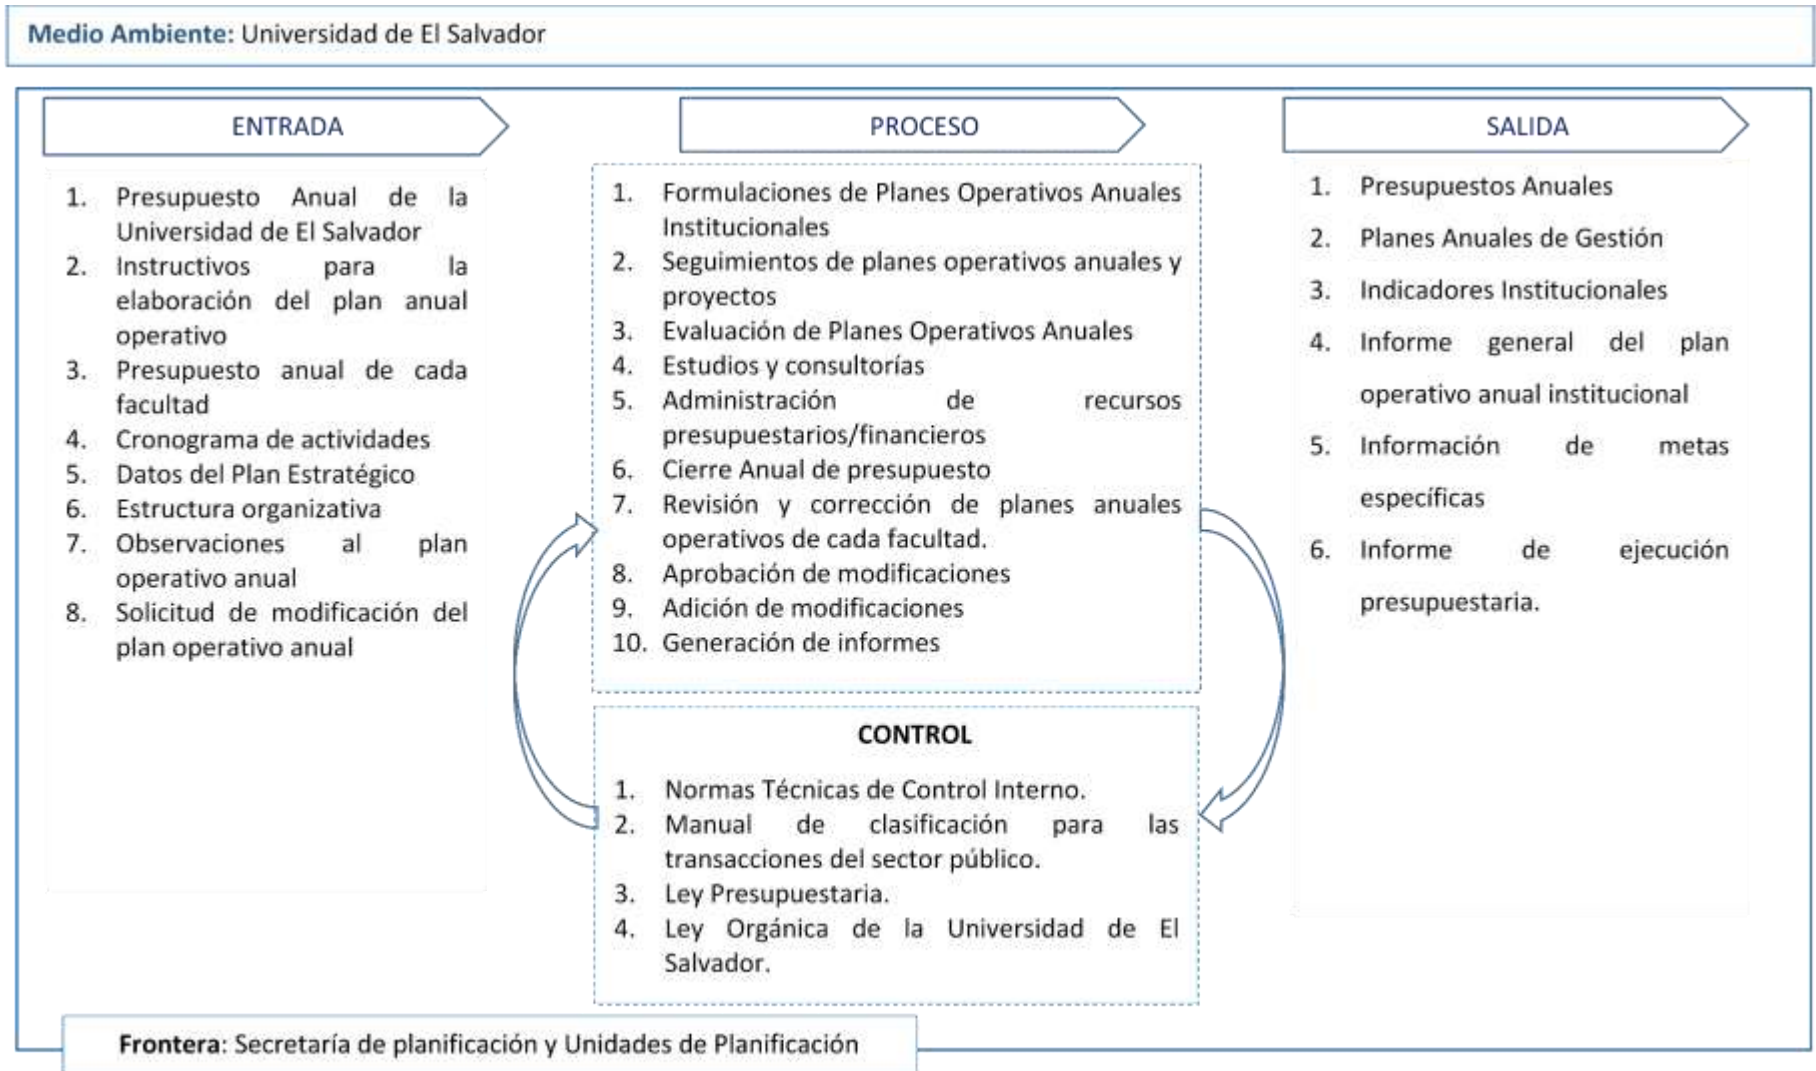 Medio Ambiente: Universidad de El Salvador
ENTRADA
1. Presupuesto Anual de la
Universidad de El Salvador
2. Instructivos para la
elaboración del plan anual
operativo
3. Presupuesto anual de cada
facultad
4. Cronograma de actividades
5. Datos del Plan Estratégico
6. Estructura organizativa
7. Observaciones al plan
operativo anual
8. Solicitud de modificación del
plan operativo anual
PROCESO
1. Formulaciones de Planes Operativos Anuales
Institucionales
2. Seguimientos de planes operativos anuales y
proyectos
3. Evaluación de Planes Operativos Anuales
4. Estudios y consultorías
5. Administración de recursos
presupuestarios/financieros
6. Cierre Anual de presupuesto
7. Revisión y corrección de planes anuales
operativos de cada facultad.
8. Aprobación de modificaciones
9. Adición de modificaciones
10. Generación de informes
CONTROL
1. Normas Técnicas de Control Interno.
2. Manual de clasificación para las
transacciones del sector público.
3. Ley Presupuestaria.
4. Ley Orgánica de la Universidad de El
Salvador.
SALIDA
1. Presupuestos Anuales
2. Planes Anuales de Gestión
3. Indicadores Institucionales
4. Informe general del plan
operativo anual institucional
5. Información de metas
específicas
6. Informe de ejecución
presupuestaria.
Frontera: Secretaría de planificación y Unidades de Planificación